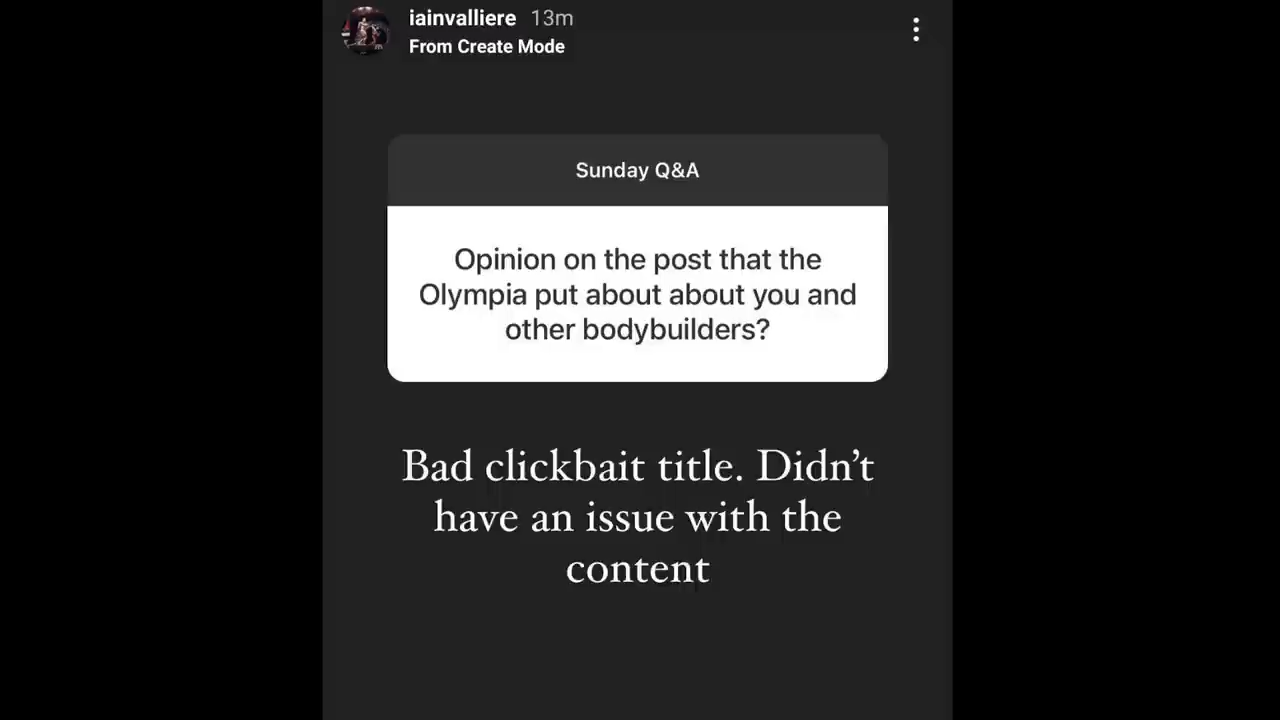 iainvalliere 13m
From Create Mode
Sunday Q&A
Opinion on the post that the
Olympia put about about you and
other bodybuilders?
Bad clickbait title. Didn’t
have an issue with the
content